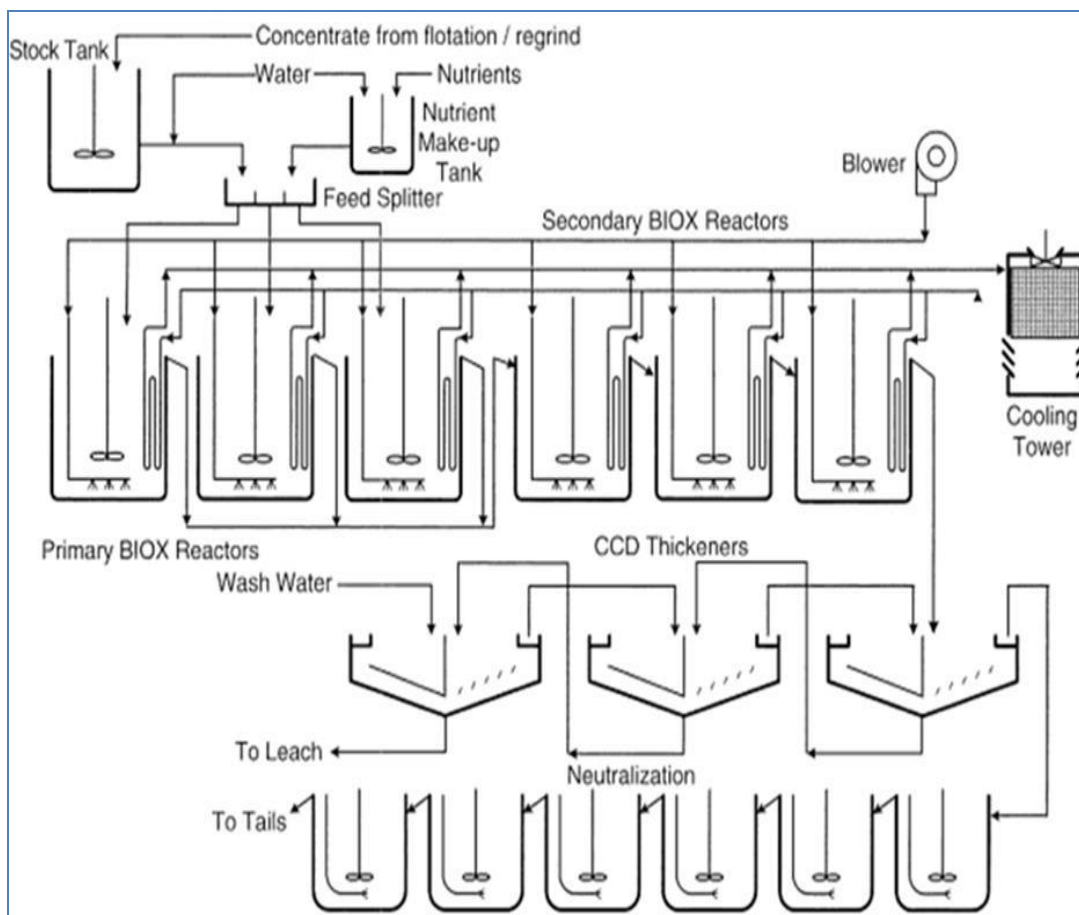 Concentrate from flotation / regrind
Stock Tank
Water
Nutrients
Nutrient
Make-up
Tank
Blower
Feed Splitter
Secondary BIOX Reactors
Cooling
Tower
Primary BIOX Reactors
CCD Thickeners
Wash Water
To Leach
Neutralization
To Tails